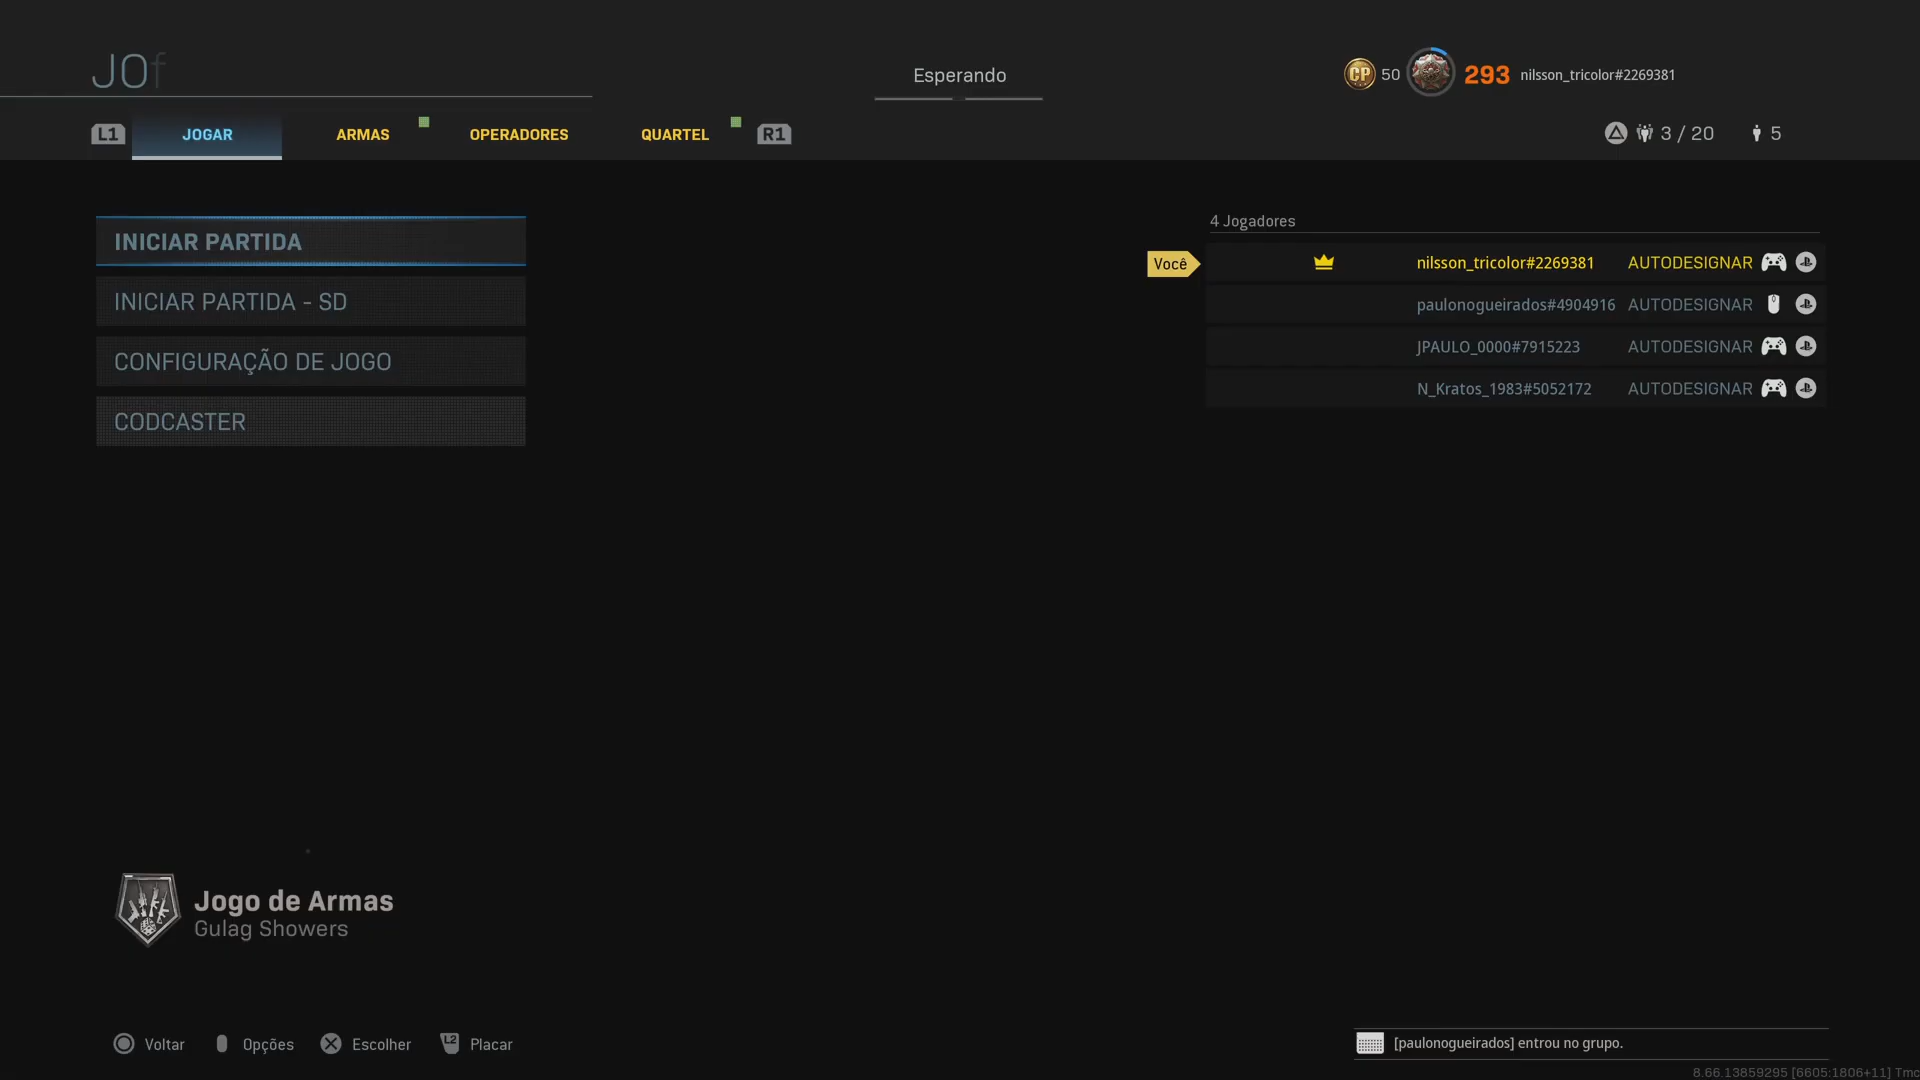 JOf
Esperando
CP 50 293 nilsson_tricolor#2269381
L1 JOGAR ARMAS OPERADORES QUARTEL R1
3 / 20 5
INICIAR PARTIDA
INICIAR PARTIDA - SD
CONFIGURAÇÃO DE JOGO
CODCASTER
4 Jogadores
Você nilsson_tricolor#2269381 AUTODESIGNAR
paulonogueirados#4904916 AUTODESIGNAR
JPAULO_0000#7915223 AUTODESIGNAR
N_Kratos_1983#5052172 AUTODESIGNAR
Jogo de Armas
Gulag Showers
Voltar Opções Escolher L2 Placar
[paulonogueirados] entrou no grupo.
8.66.13859295 [6605:1806+11] Tmc